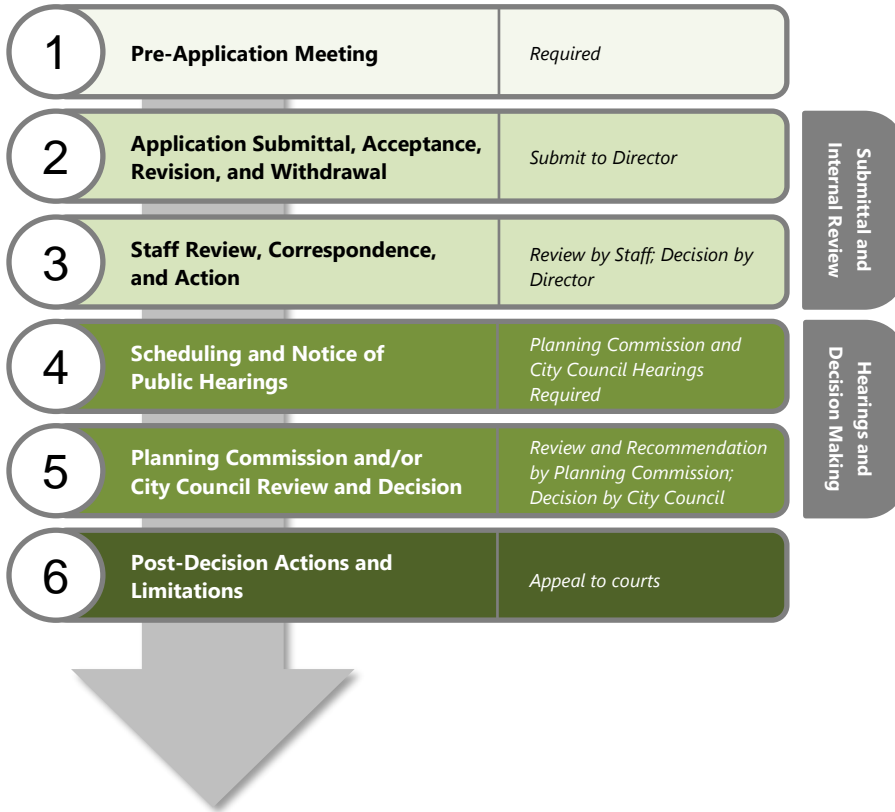 1
Pre-Application Meeting
Required
2
Application Submittal, Acceptance,
Revision, and Withdrawal
Submit to Director
3
Staff Review, Correspondence,
and Action
Review by Staff; Decision by
Director
Submittal and
Internal Review
4
Scheduling and Notice of
Public Hearings
Planning Commission and
City Council Hearings
Required
5
Planning Commission and/or
City Council Review and Decision
Review and Recommendation
by Planning Commission;
Decision by City Council
Hearings and
Decision Making
6
Post-Decision Actions and
Limitations
Appeal to courts